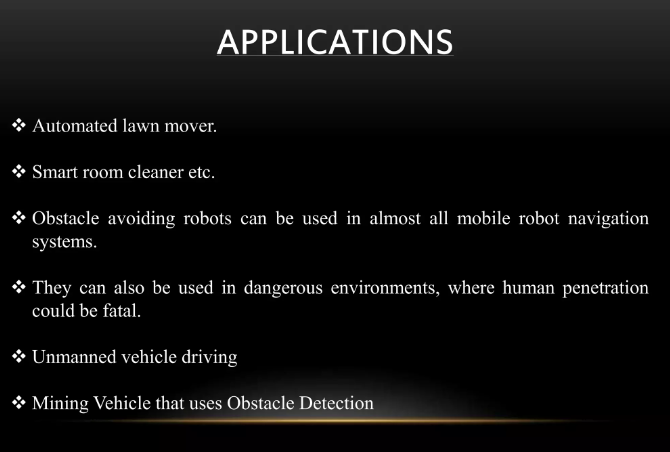 APPLICATIONS
❖ Automated lawn mover.
❖ Smart room cleaner etc.
❖ Obstacle avoiding robots can be used in almost all mobile robot navigation
systems.
❖ They can also be used in dangerous environments, where human penetration
could be fatal.
❖ Unmanned vehicle driving
❖ Mining Vehicle that uses Obstacle Detection